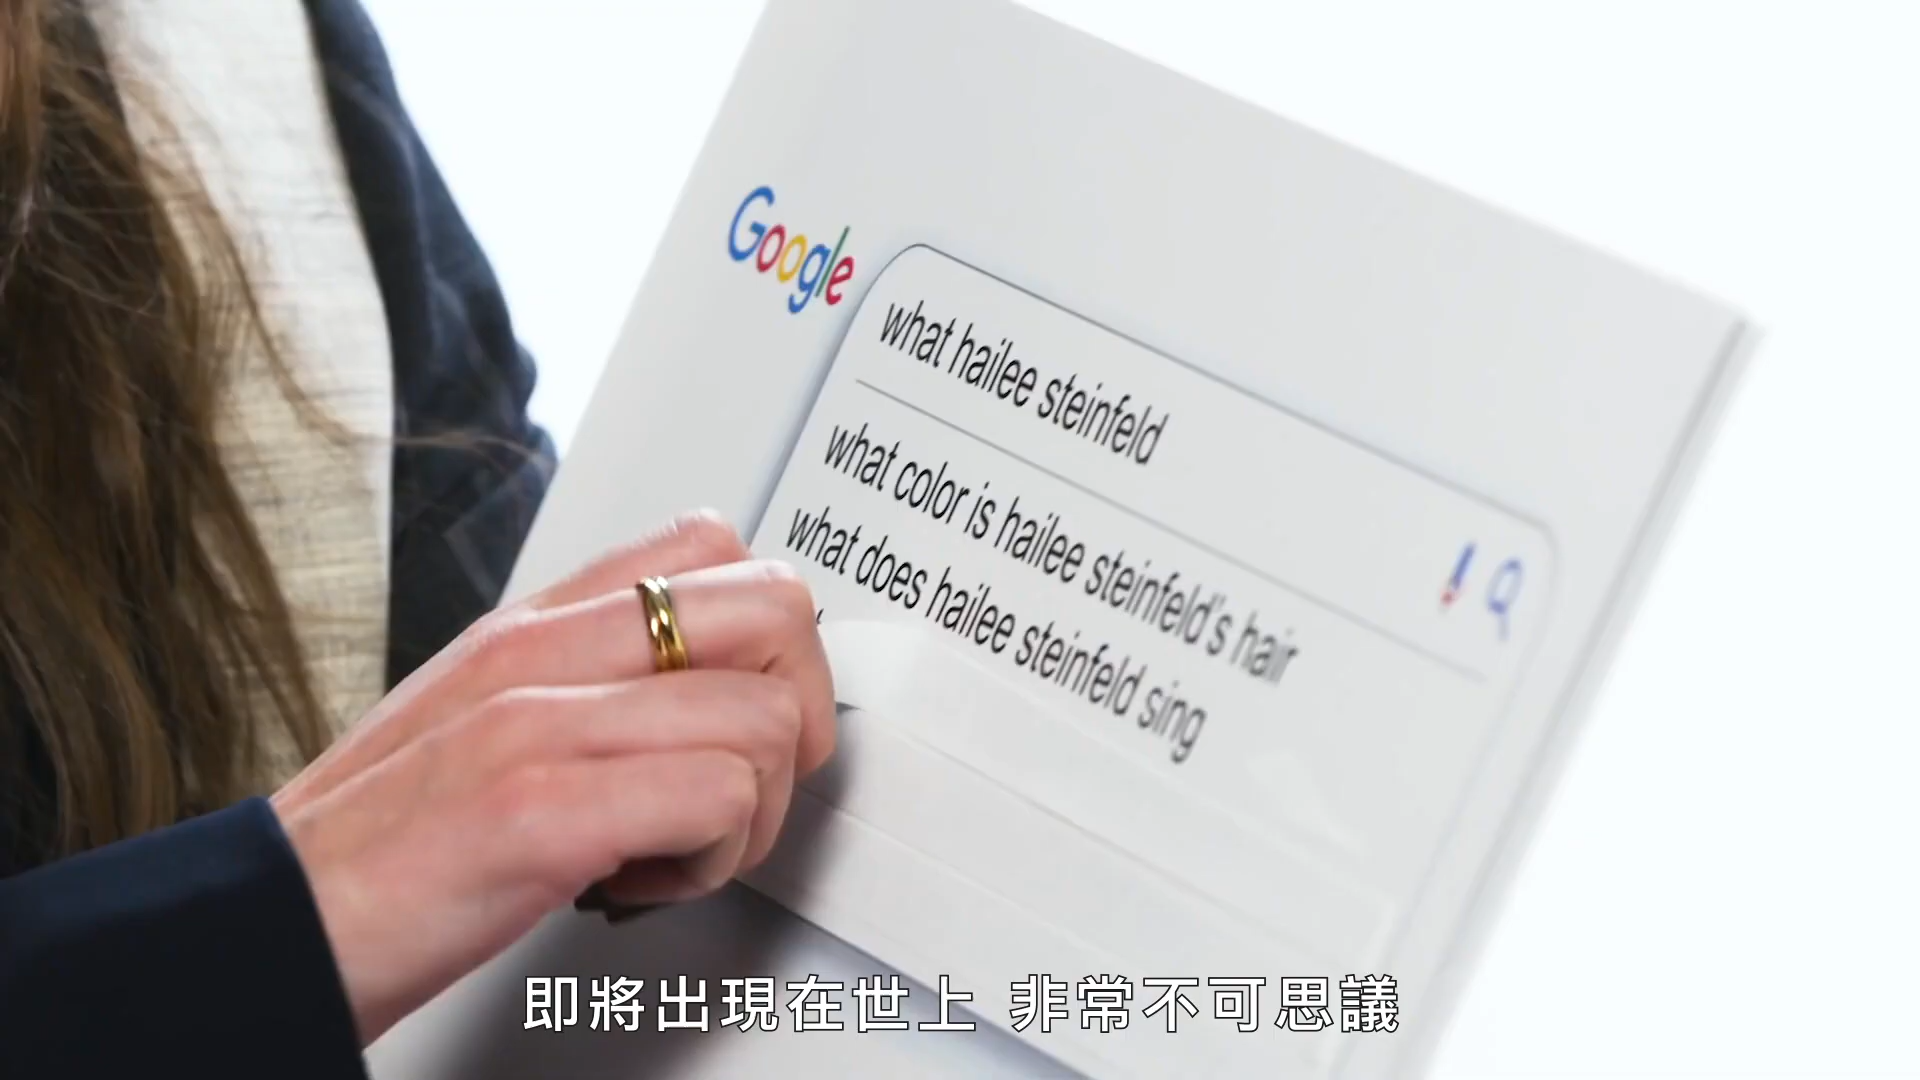 Google
what hailee steinfeld
what color is hailee steinfeld's hair
what does hailee steinfeld sing
即將出現在世上 非常不可思議